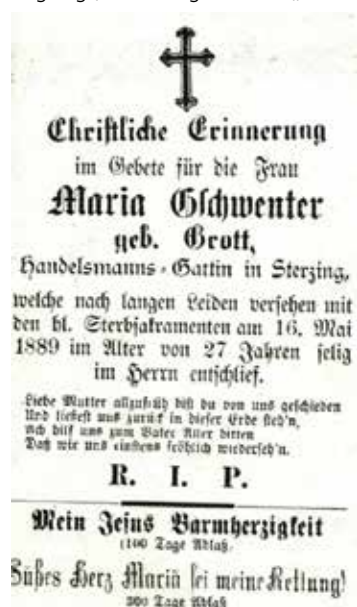 Christliche Erinnerung
im Gebete für die Frau
Maria Gschwenter
geb. Grott,
Handelsmanns-Gattin in Sterzing,
welche nach langen Leiden versehen mit
den hl. Sterbsakramenten am 16. Mai
1889 im Alter von 27 Jahren selig
im Herrn entschlief.
Liebe Mutter allzufrüh bist du von uns geschieden
Und ließest uns zurück in dieser Erde
Ach hilf uns zum Vater Aller bitten
Daß wir uns einstens fröhlich wiederseh'n.
R. I. P.
Mein Jesus Barmherzigkeit
(100 Tage Ablaß.
Süßes Herz Mariä sei meine Rettung!
300 Tage Ablaß